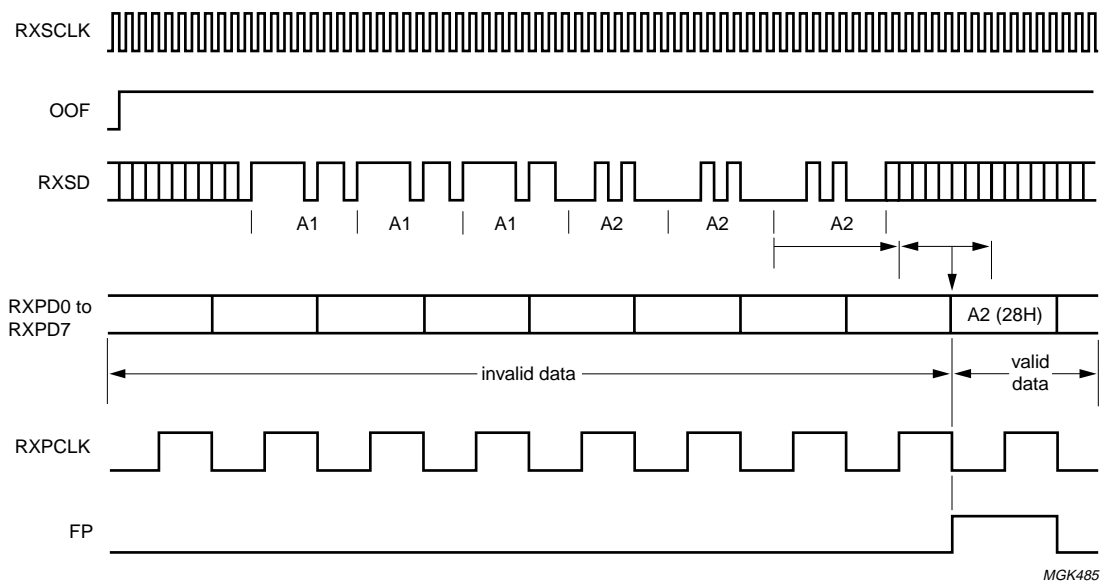 RXSCLK
OOF
RXSD
A1
A1
A1
A2
A2
A2
RXPD0 to
RXPD7
A2 (28H)
invalid data
valid
data
RXPCLK
FP
MGK485